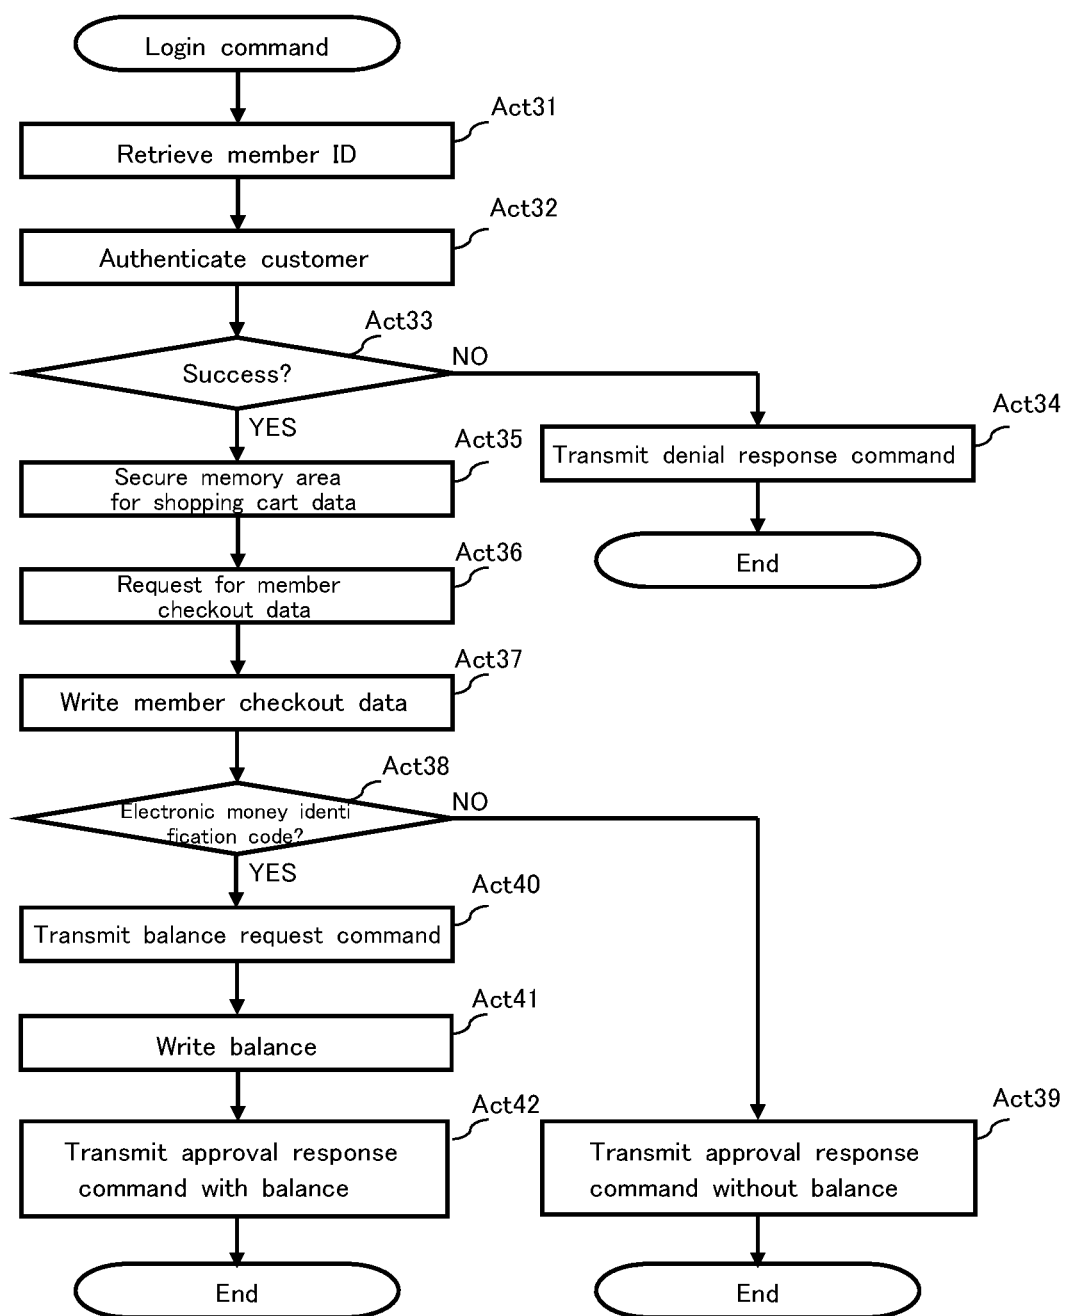 Login command
Act31
Retrieve member ID
Act32
Authenticate customer
Act33
Success?
NO
YES
Act34
Transmit denial response command
End
Act35
Secure memory area
for shopping cart data
Act36
Request for member
checkout data
Act37
Write member checkout data
Act38
Electronic money identi
fication code?
NO
YES
Act40
Transmit balance request command
Act41
Write balance
Act42
Transmit approval response
command with balance
End
Act39
Transmit approval response
command without balance
End